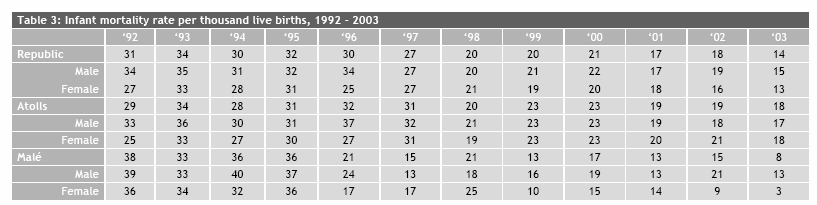 Table 3: Infant mortality rate per thousand live births, 1992 - 2003
‘92 ‘93 ‘94 ‘95 ‘96 ‘97 ‘98 ‘99 ‘00 ‘01 ‘02 ‘03
Republic 31 34 30 32 30 27 20 20 21 17 18 14
Male 34 35 31 32 34 27 20 21 22 17 19 15
Female 27 33 28 31 25 27 21 19 20 18 16 13
Atolls 29 34 28 31 32 31 20 23 23 19 19 18
Male 33 36 30 31 37 32 21 23 23 19 18 17
Female 25 33 27 30 27 31 19 23 23 20 21 18
Malé 38 33 36 36 21 15 21 13 17 13 15 8
Male 39 33 40 37 24 13 18 16 19 13 21 13
Female 36 34 32 36 17 17 25 10 15 14 9 3